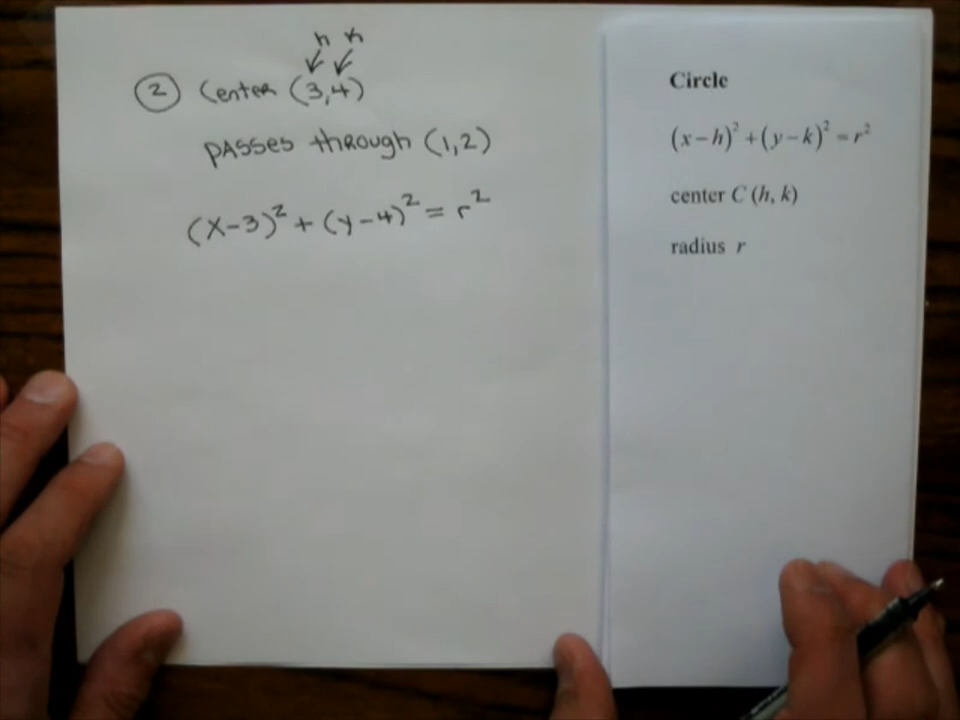 h k
② Center (3,4)
passes through (1,2)
(x-3)² + (y-4)² = r²
Circle
(x-h)² + (y-k)² = r²
center C (h, k)
radius r